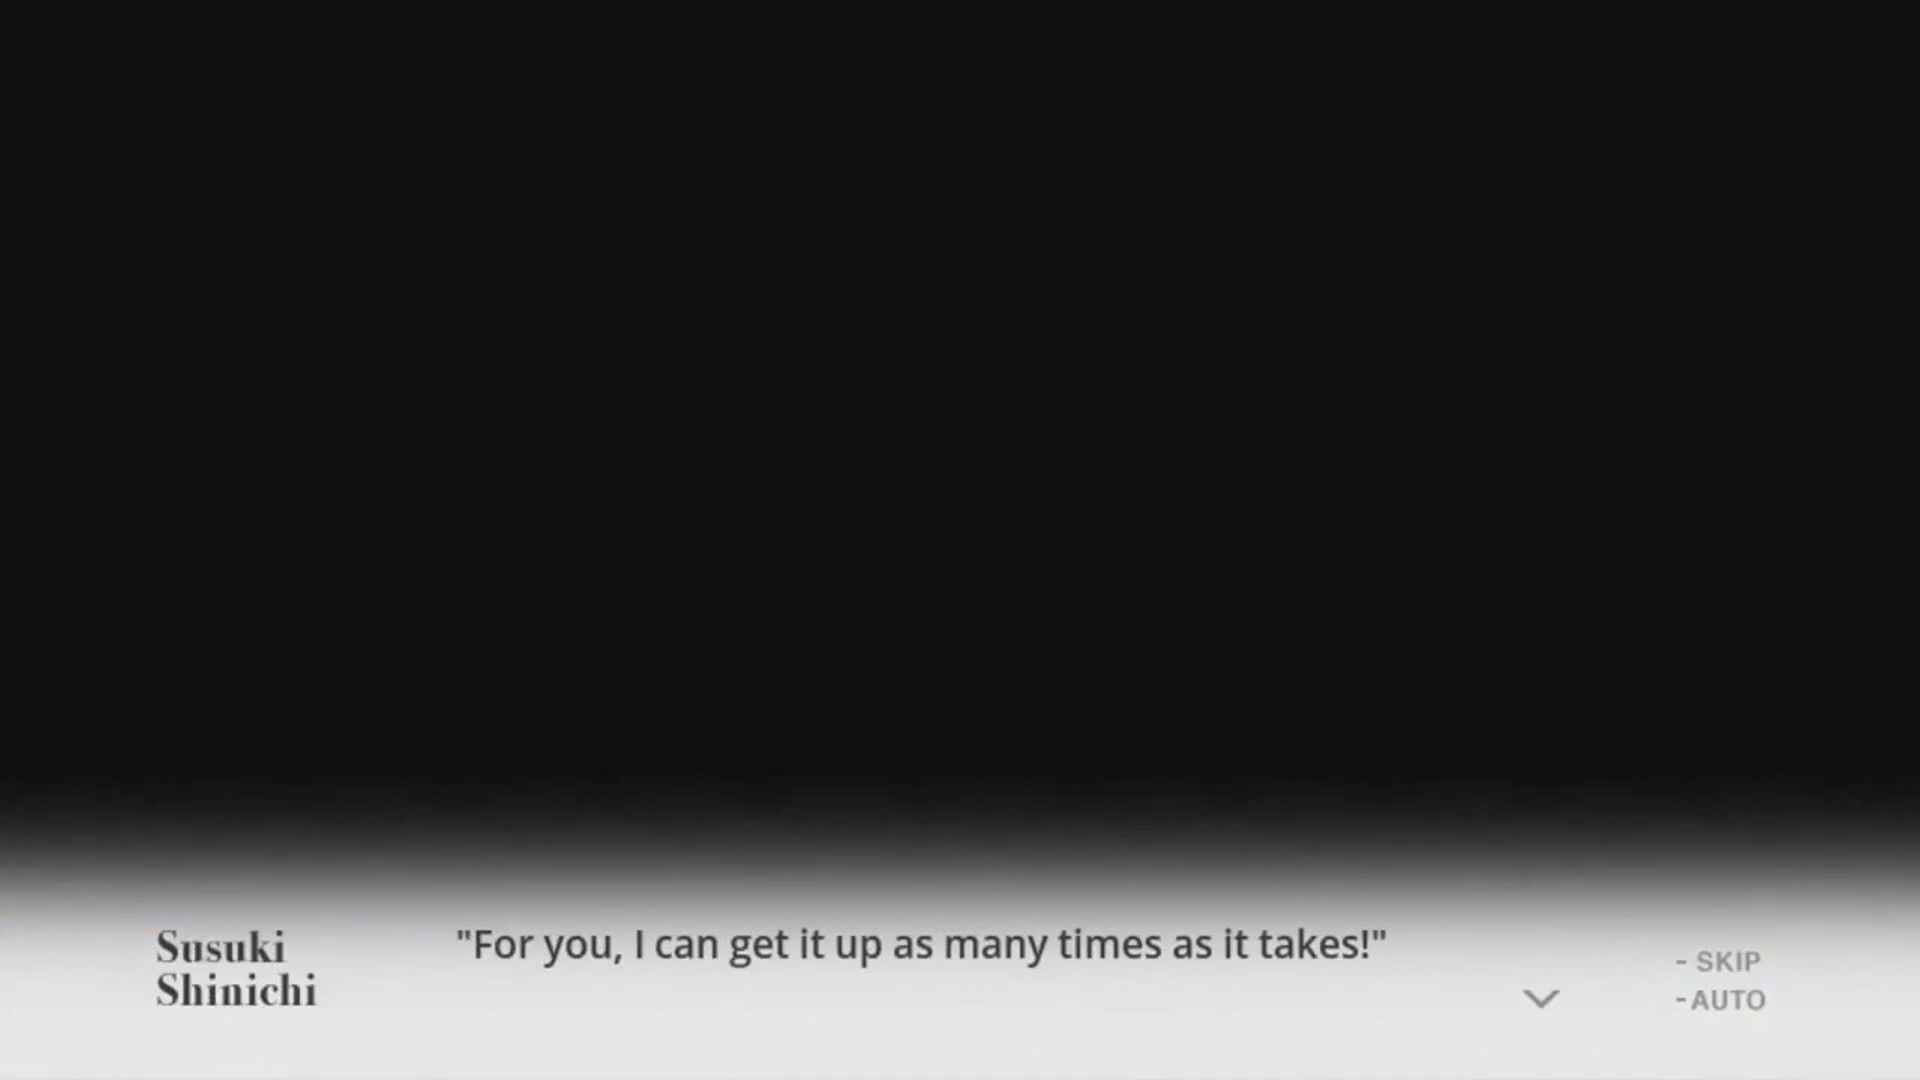 Susuki
Shinichi
"For you, I can get it up as many times as it takes!"
- SKIP
-AUTO